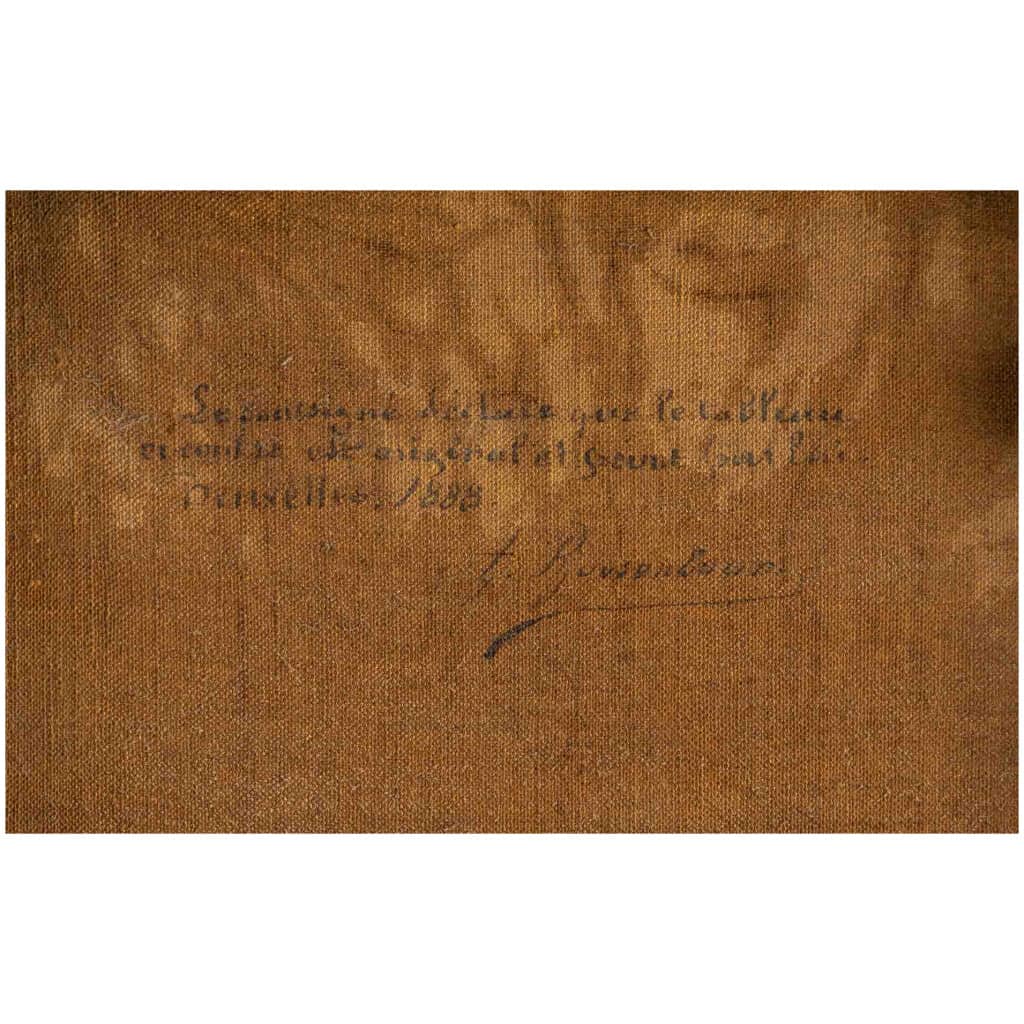 Le soussigné déclare que le tableau
ci contre est original et peint par lui.
Bruxelles, 1888.